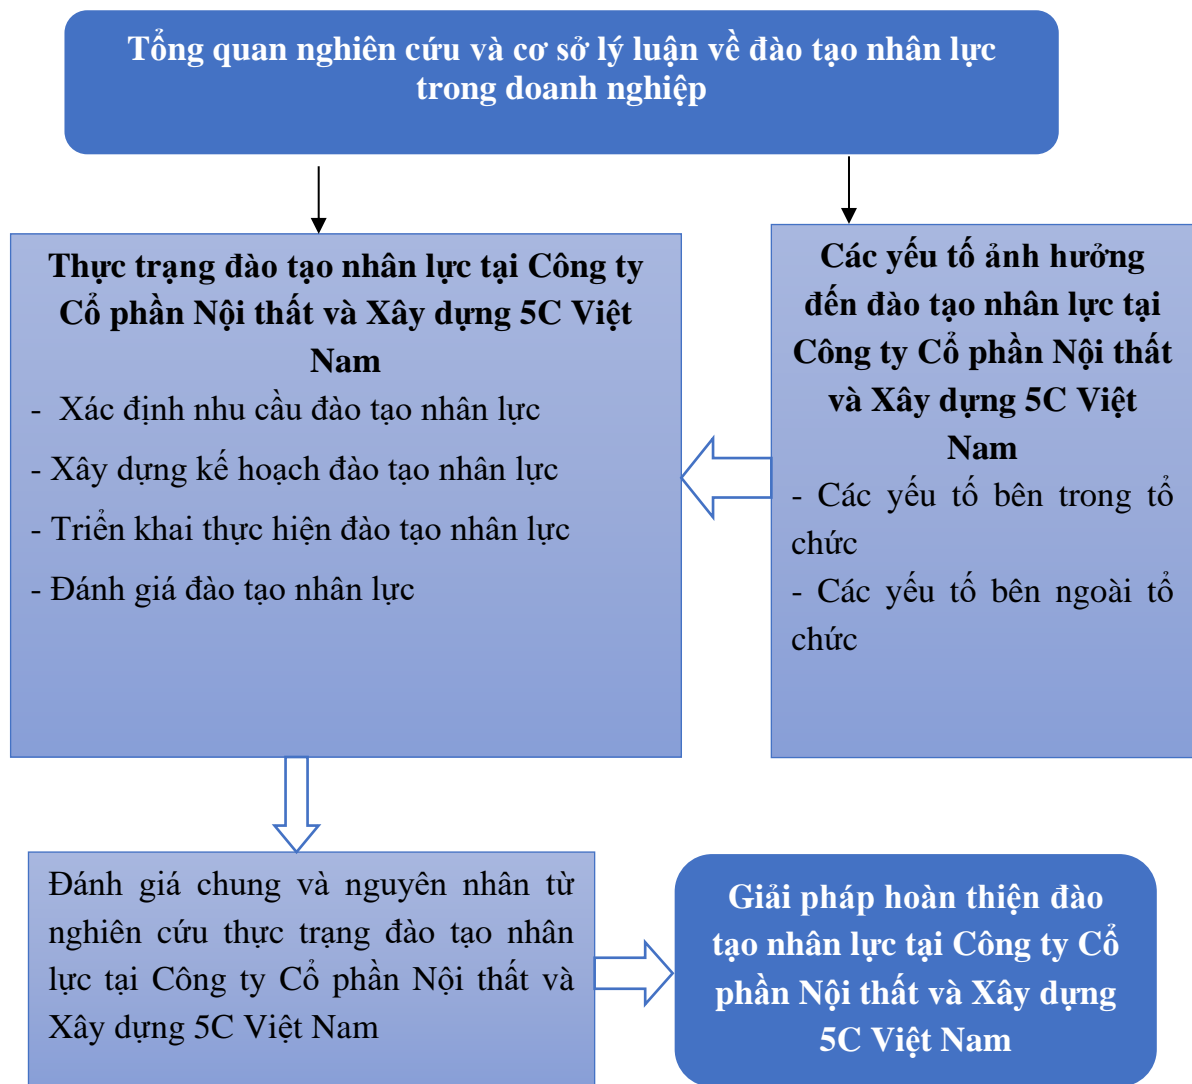 Tổng quan nghiên cứu và cơ sở lý luận về đào tạo nhân lực
trong doanh nghiệp
Thực trạng đào tạo nhân lực tại Công ty
Cổ phần Nội thất và Xây dựng 5C Việt
Nam
- Xác định nhu cầu đào tạo nhân lực
- Xây dựng kế hoạch đào tạo nhân lực
- Triển khai thực hiện đào tạo nhân lực
- Đánh giá đào tạo nhân lực
Các yếu tố ảnh hưởng
đến đào tạo nhân lực tại
Công ty Cổ phần Nội thất
và Xây dựng 5C Việt
Nam
- Các yếu tố bên trong tổ
chức
- Các yếu tố bên ngoài tổ
chức
Đánh giá chung và nguyên nhân từ
nghiên cứu thực trạng đào tạo nhân
lực tại Công ty Cổ phần Nội thất và
Xây dựng 5C Việt Nam
Giải pháp hoàn thiện đào
tạo nhân lực tại Công ty Cổ
phần Nội thất và Xây dựng
5C Việt Nam